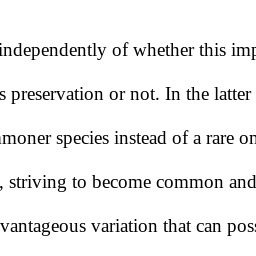 independently of whether this imp
s preservation or not. In the latter
moner species instead of a rare on
, striving to become common and
vantageous variation that can poss